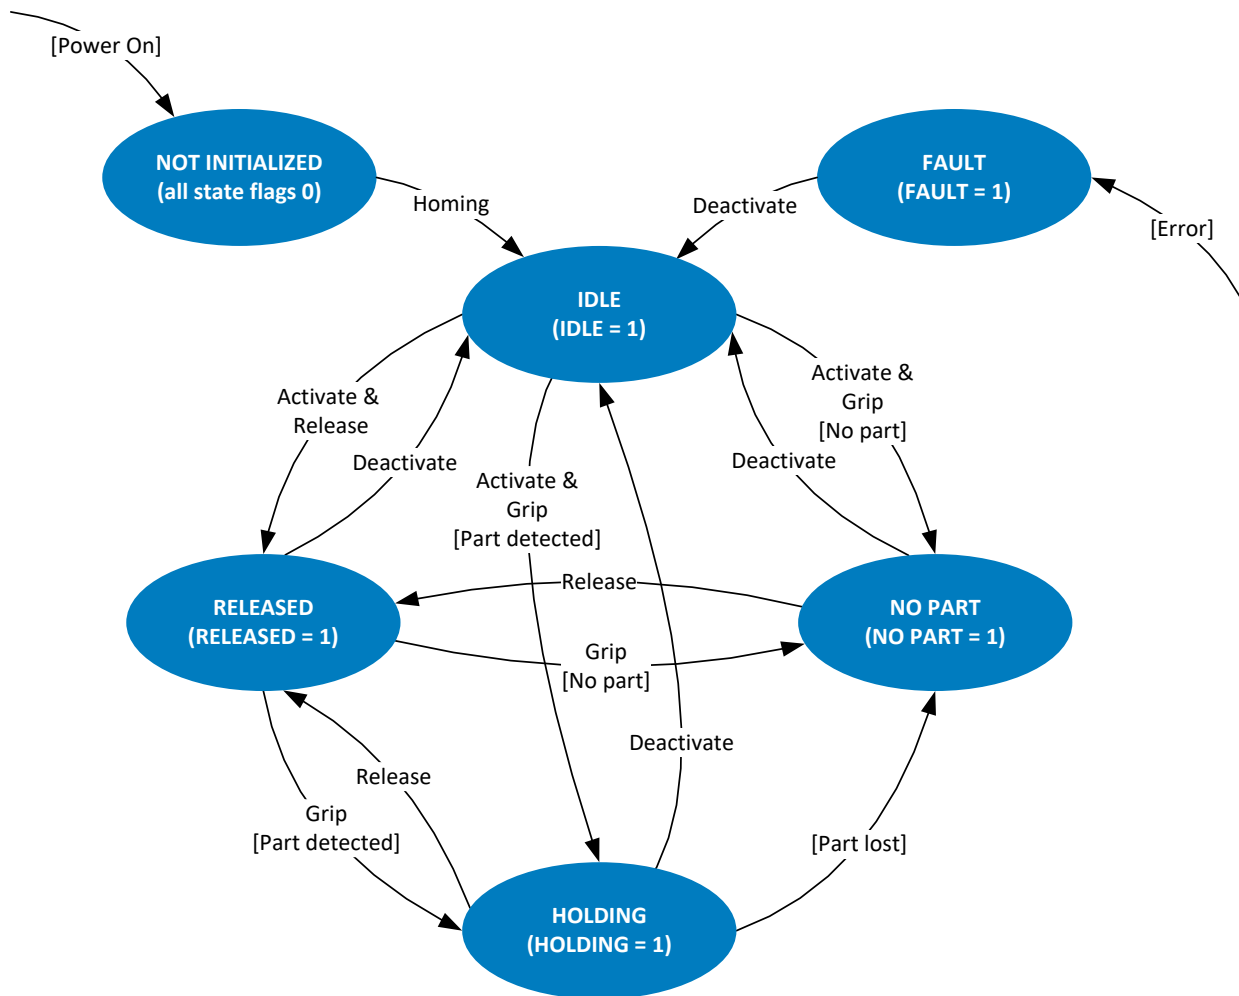 [Power On]
NOT INITIALIZED
(all state flags 0)
FAULT
(FAULT = 1)
Homing
Deactivate
[Error]
IDLE
(IDLE = 1)
Activate &
Release
Deactivate
Activate &
Grip
[Part detected]
Activate &
Grip
[No part]
Deactivate
RELEASED
(RELEASED = 1)
Release
NO PART
(NO PART = 1)
Grip
[No part]
Deactivate
Release
Grip
[Part detected]
[Part lost]
HOLDING
(HOLDING = 1)